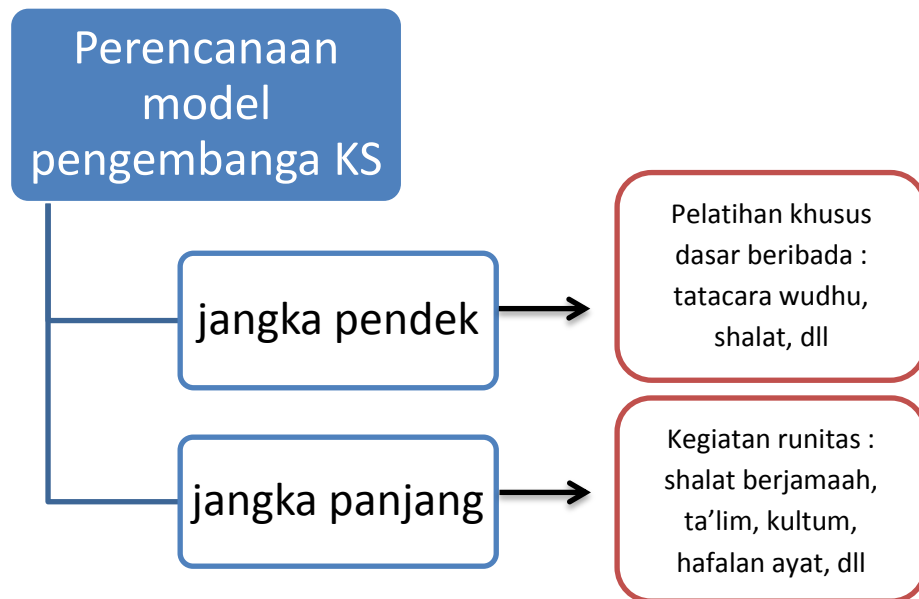 Perencanaan
model
pengembanga KS
jangka pendek
Pelatihan khusus
dasar beribada :
tatacara wudhu,
shalat, dll
jangka panjang
Kegiatan runitas :
shalat berjamaah,
ta’lim, kultum,
hafalan ayat, dll